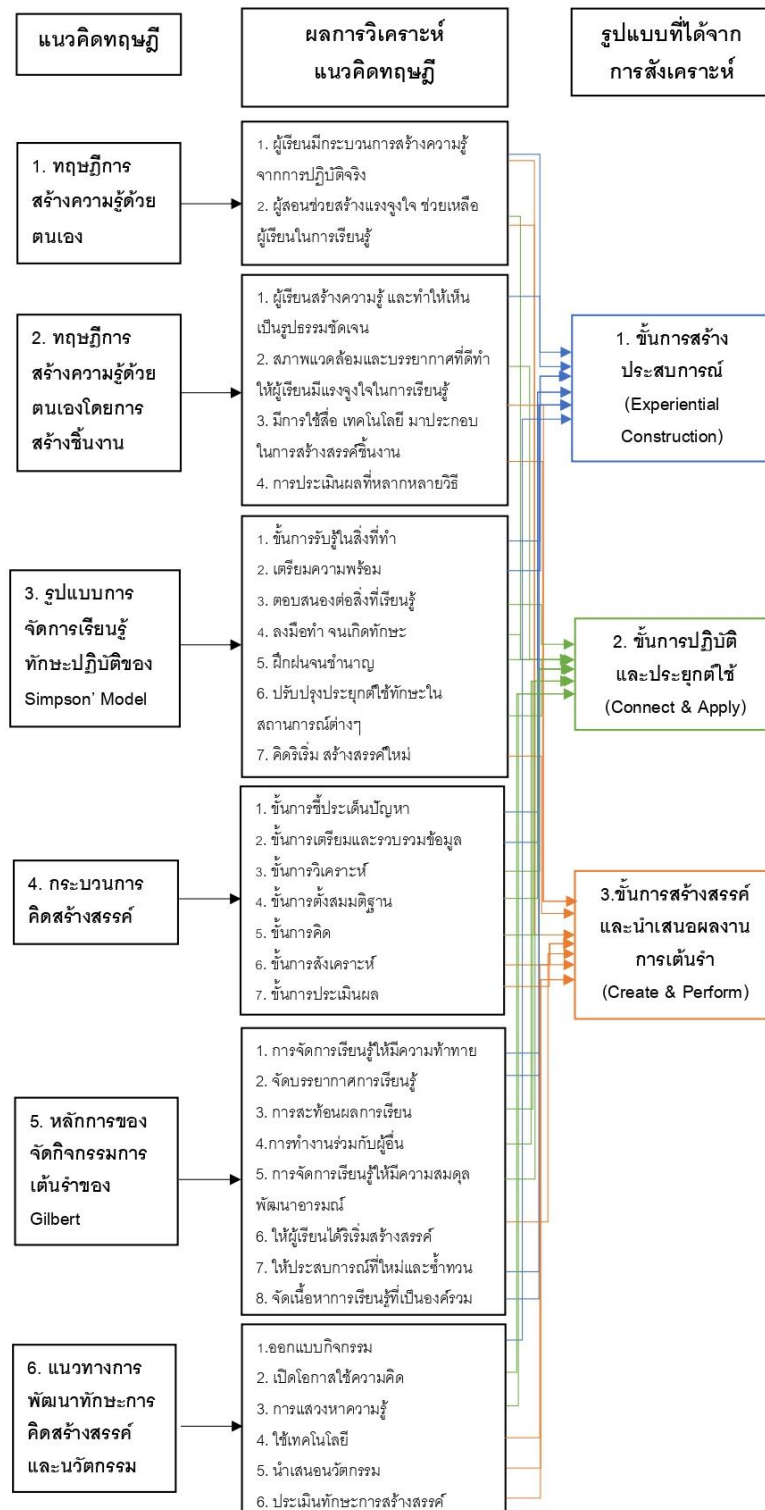 แนวคิดทฤษฎี
ผลการวิเคราะห์
แนวคิดทฤษฎี
รูปแบบที่ได้จาก
การสังเคราะห์
1. ทฤษฎีการ
สร้างความรู้ด้วย
ตนเอง
1. ผู้เรียนมีกระบวนการสร้างความรู้
จากการปฏิบัติจริง
2. ผู้สอนช่วยสร้างแรงจูงใจ ช่วยเหลือ
ผู้เรียนในการเรียนรู้
2. ทฤษฎีการ
สร้างความรู้ด้วย
ตนเองโดยการ
สร้างชิ้นงาน
1. ผู้เรียนสร้างความรู้ และทำให้เห็น
เป็นรูปธรรมชัดเจน
2. สภาพแวดล้อมและบรรยากาศที่ดีทำ
ให้ผู้เรียนมีแรงจูงใจในการเรียนรู้
3. มีการใช้สื่อ เทคโนโลยี มาประกอบ
ในการสร้างสรรค์ชิ้นงาน
4. การประเมินผลที่หลากหลายวิธี
1. ขั้นการสร้าง
ประสบการณ์
(Experiential
Construction)
3. รูปแบบการ
จัดการเรียนรู้
ทักษะปฏิบัติของ
Simpson' Model
1. ขั้นการรับรู้ในสิ่งที่ทำ
2. เตรียมความพร้อม
3. ตอบสนองต่อสิ่งที่เรียนรู้
4. ลงมือทำ จนเกิดทักษะ
5. ฝึกฝนจนชำนาญ
6. ปรับปรุงประยุกต์ใช้ทักษะใน
สถานการณ์ต่างๆ
7. คิดริเริ่ม สร้างสรรค์ใหม่
2. ขั้นการปฏิบัติ
และประยุกต์ใช้
(Connect & Apply)
4. กระบวนการ
คิดสร้างสรรค์
1. ขั้นการชี้ประเด็นปัญหา
2. ขั้นการเตรียมและรวบรวมข้อมูล
3. ขั้นการวิเคราะห์
4. ขั้นการตั้งสมมติฐาน
5. ขั้นการคิด
6. ขั้นการสังเคราะห์
7. ขั้นการประเมินผล
3.ขั้นการสร้างสรรค์
และนำเสนอผลงาน
การเต้นรำ
(Create & Perform)
5. หลักการของ
จัดกิจกรรมการ
เต้นรำของ
Gilbert
1. การจัดการเรียนรู้ให้มีความท้าทาย
2. จัดบรรยากาศการเรียนรู้
3. การสะท้อนผลการเรียน
4.การทำงานร่วมกับผู้อื่น
5. การจัดการเรียนรู้ให้มีความสมดุล
พัฒนาอารมณ์
6. ให้ผู้เรียนได้ริเริ่มสร้างสรรค์
7. ให้ประสบการณ์ที่ใหม่และซ้ำทวน
8. จัดเนื้อหาการเรียนรู้ที่เป็นองค์รวม
6. แนวทางการ
พัฒนาทักษะการ
คิดสร้างสรรค์
และนวัตกรรม
1.ออกแบบกิจกรรม
2. เปิดโอกาสใช้ความคิด
3. การแสวงหาความรู้
4. ใช้เทคโนโลยี
5. นำเสนอนวัตกรรม
6. ประเมินทักษะการสร้างสรรค์